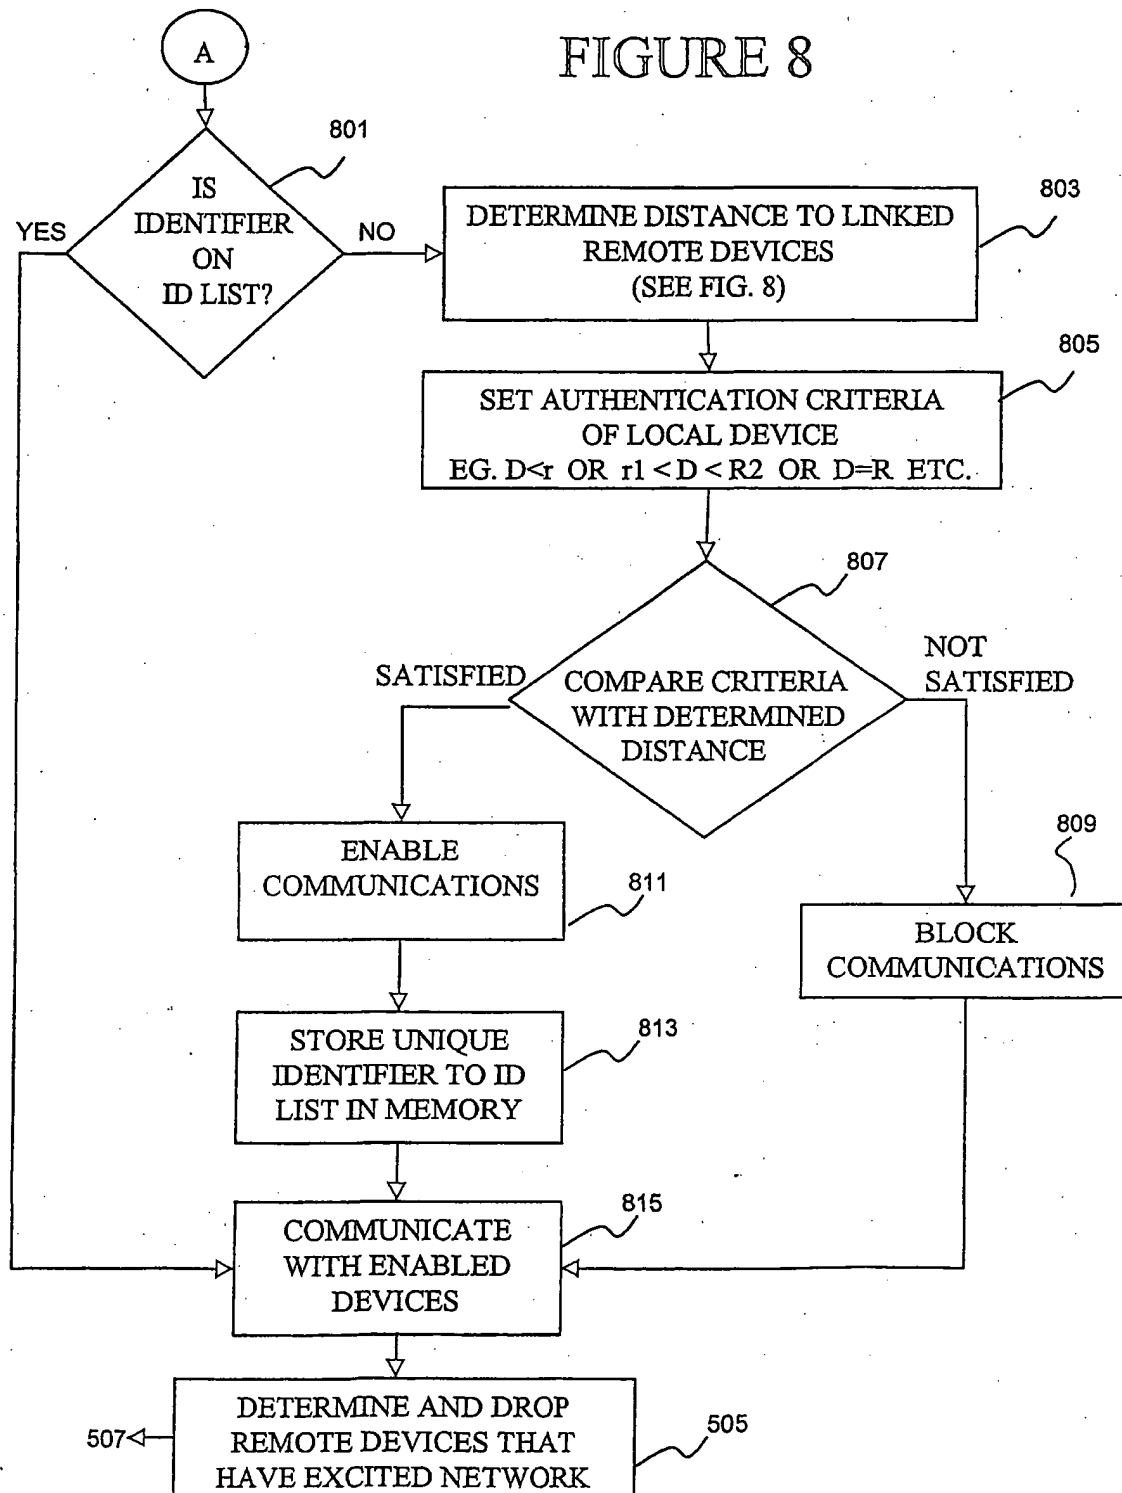 FIGURE 8
A
801
IS
IDENTIFIER
ON
ID LIST?
YES
NO
DETERMINE DISTANCE TO LINKED
REMOTE DEVICES
(SEE FIG. 8)
803
SET AUTHENTICATION CRITERIA
OF LOCAL DEVICE
EG. D<r OR r1 < D < R2 OR D=R ETC.
805
807
COMPARE CRITERIA
WITH DETERMINED
DISTANCE
SATISFIED
NOT
SATISFIED
ENABLE
COMMUNICATIONS
811
809
BLOCK
COMMUNICATIONS
STORE UNIQUE
IDENTIFIER TO ID
LIST IN MEMORY
813
COMMUNICATE
WITH ENABLED
DEVICES
815
DETERMINE AND DROP
REMOTE DEVICES THAT
HAVE EXCITED NETWORK
505
507